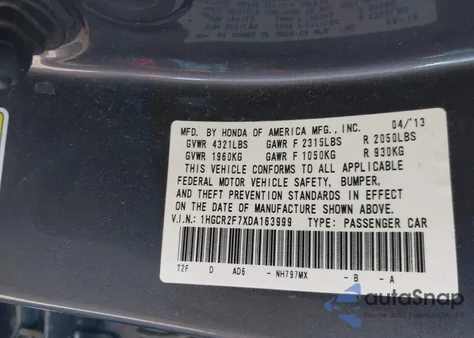 MFD. BY HONDA OF AMERICA MFG., INC. 04/'13
GVWR 4321LBS GAWR F 2315LBS R 2050LBS
GVWR 1960KG GAWR F 1050KG R 930KG
THIS VEHICLE CONFORMS TO ALL APPLICABLE
FEDERAL MOTOR VEHICLE SAFETY, BUMPER,
AND THEFT PREVENTION STANDARDS IN EFFECT
ON THE DATE OF MANUFACTURE SHOWN ABOVE.
V.I.N.: 1HGCR2F7XDA163999 TYPE: PASSENGER CAR
T2F D AD6 -NH797MX -B -A
autoSnap